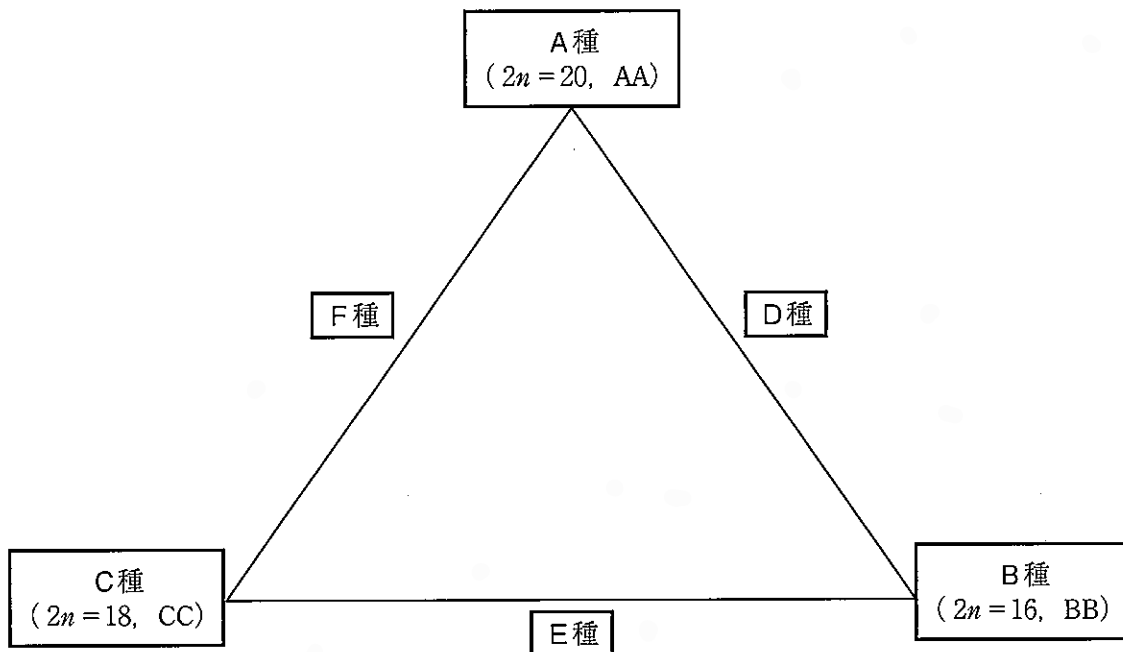 A種
(2n=20, AA)
F種
D種
C種
(2n=18, CC)
B種
(2n=16, BB)
E種